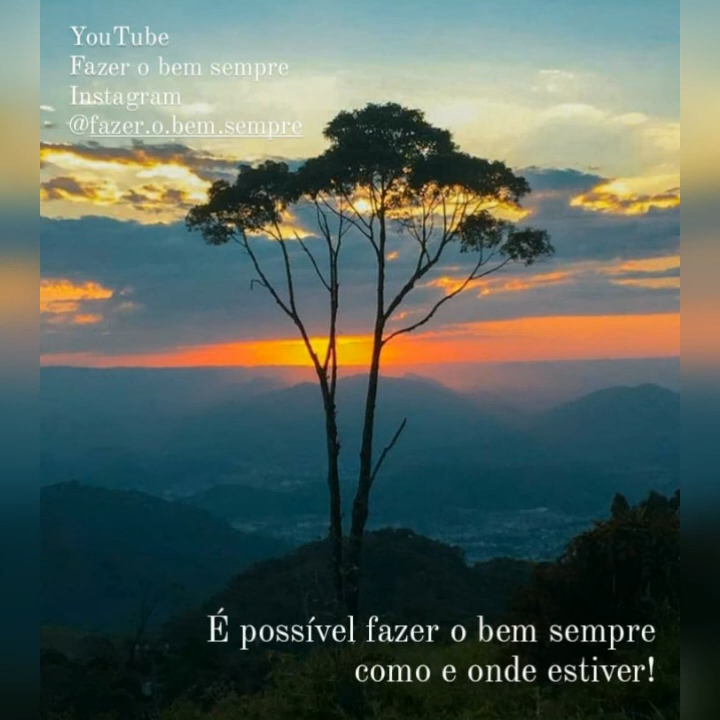 YouTube
Fazer o bem sempre
Instagram
@fazer.o.bem.sempre
É possível fazer o bem sempre
como e onde estiver!